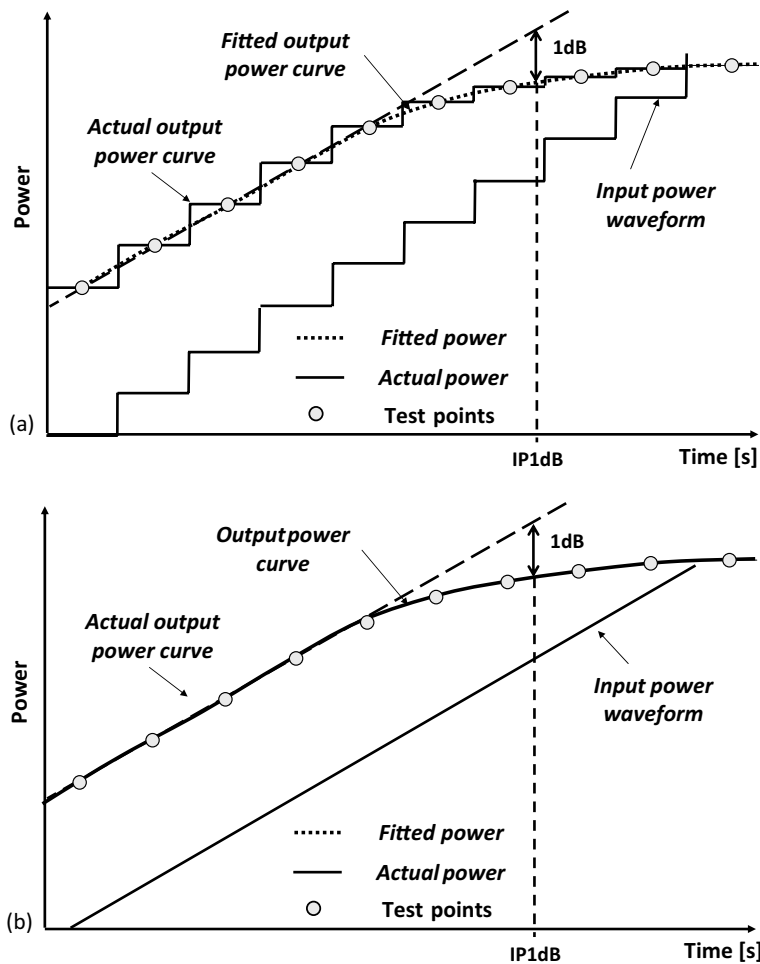 Fitted output
power curve
1dB
Actual output
power curve
Power
Input power
waveform
Fitted power
Actual power
Test points
(a)
IP1dB
Time [s]
Output power
curve
1dB
Actual output
power curve
Power
Input power
waveform
Fitted power
Actual power
Test points
(b)
IP1dB
Time [s]